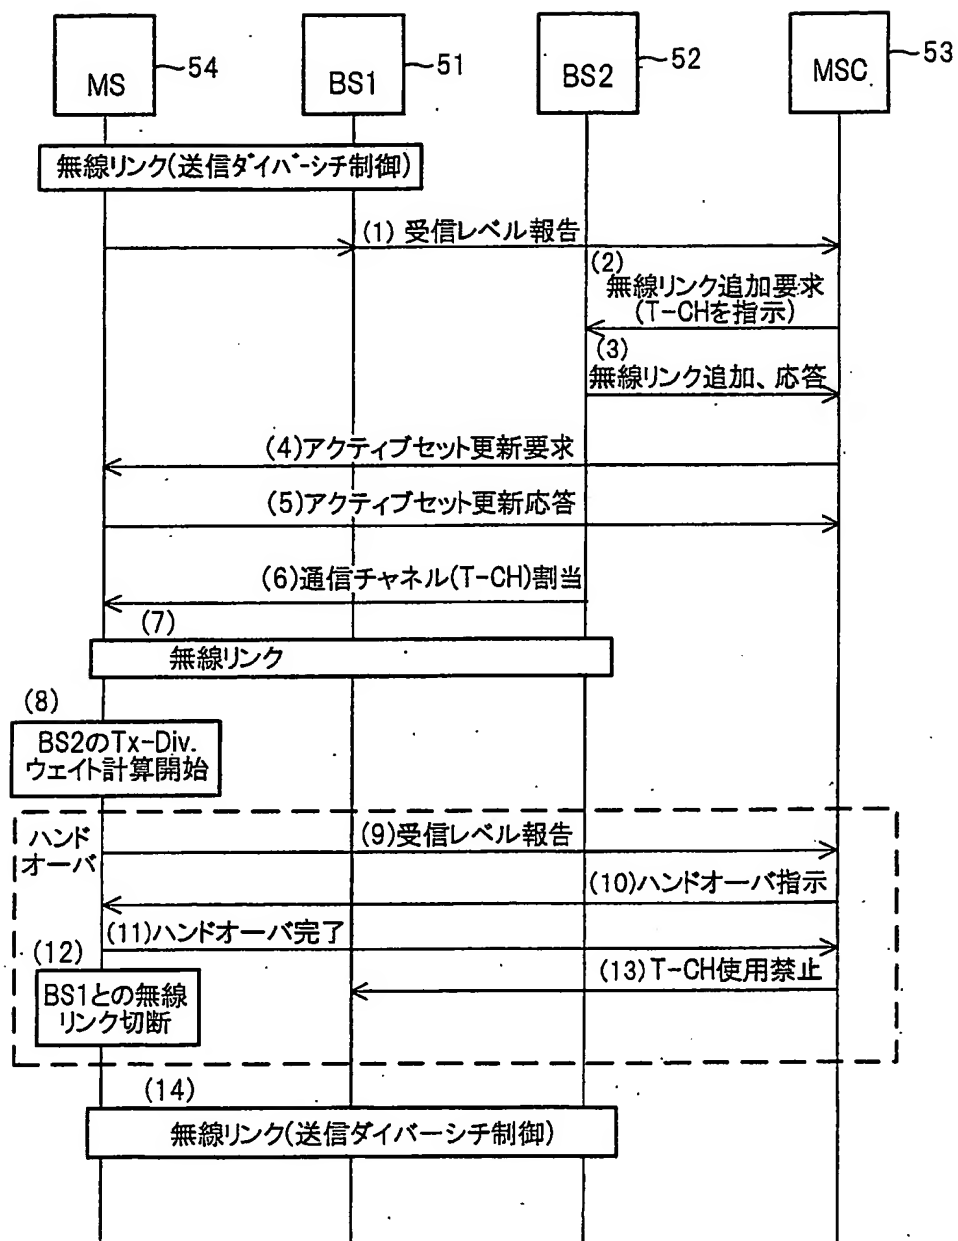 MS
54
BS1
51
BS2
52
MSC
53
無線リンク(送信ダイバーシチ制御)
(1) 受信レベル報告
(2)
無線リンク追加要求
(T-CHを指示)
(3)
無線リンク追加、応答
(4)アクティブセット更新要求
(5)アクティブセット更新応答
(6)通信チャネル(T-CH)割当
(7)
無線リンク
(8)
BS2のTx-Div.
ウェイト計算開始
ハンド
オーバ
(9)受信レベル報告
(10)ハンドオーバ指示
(11)ハンドオーバ完了
(12)
(13)T-CH使用禁止
BS1との無線
リンク切断
(14)
無線リンク(送信ダイバーシチ制御)